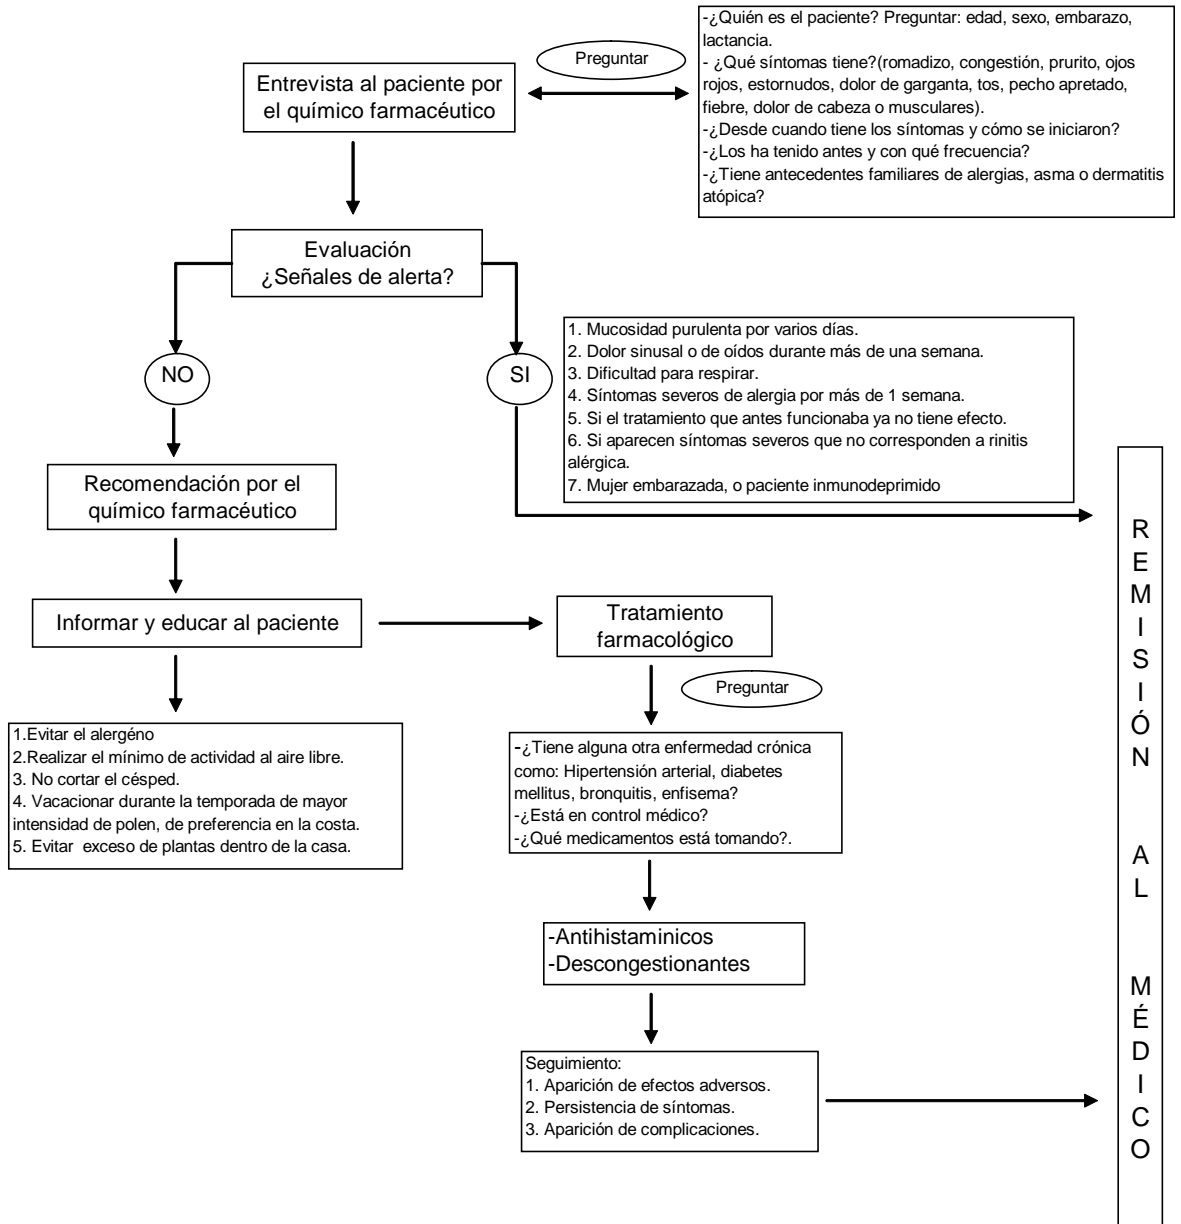 -¿Quién es el paciente? Preguntar: edad, sexo, embarazo,
lactancia.
- ¿Qué síntomas tiene?(romadizo, congestión, prurito, ojos
rojos, estornudos, dolor de garganta, tos, pecho apretado,
fiebre, dolor de cabeza o musculares).
-¿Desde cuando tiene los síntomas y cómo se iniciaron?
-¿Los ha tenido antes y con qué frecuencia?
-¿Tiene antecedentes familiares de alergias, asma o dermatitis
atópica?
Preguntar
Entrevista al paciente por
el químico farmacéutico
Evaluación
¿Señales de alerta?
NO
SI
1. Mucosidad purulenta por varios días.
2. Dolor sinusal o de oídos durante más de una semana.
3. Dificultad para respirar.
4. Síntomas severos de alergia por más de 1 semana.
5. Si el tratamiento que antes funcionaba ya no tiene efecto.
6. Si aparecen síntomas severos que no corresponden a rinitis
alérgica.
7. Mujer embarazada, o paciente inmunodeprimido
Recomendación por el
químico farmacéutico
Informar y educar al paciente
Tratamiento
farmacológico
Preguntar
1.Evitar el alergéno
2.Realizar el mínimo de actividad al aire libre.
3. No cortar el césped.
4. Vacacionar durante la temporada de mayor
intensidad de polen, de preferencia en la costa.
5. Evitar  exceso de plantas dentro de la casa.
-¿Tiene alguna otra enfermedad crónica
como: Hipertensión arterial, diabetes
mellitus, bronquitis, enfisema?
-¿Está en control médico?
-¿Qué medicamentos está tomando?.
-Antihistaminicos
-Descongestionantes
Seguimiento:
1. Aparición de efectos adversos.
2. Persistencia de síntomas.
3. Aparición de complicaciones.
REMISIÓN AL MÉDICO